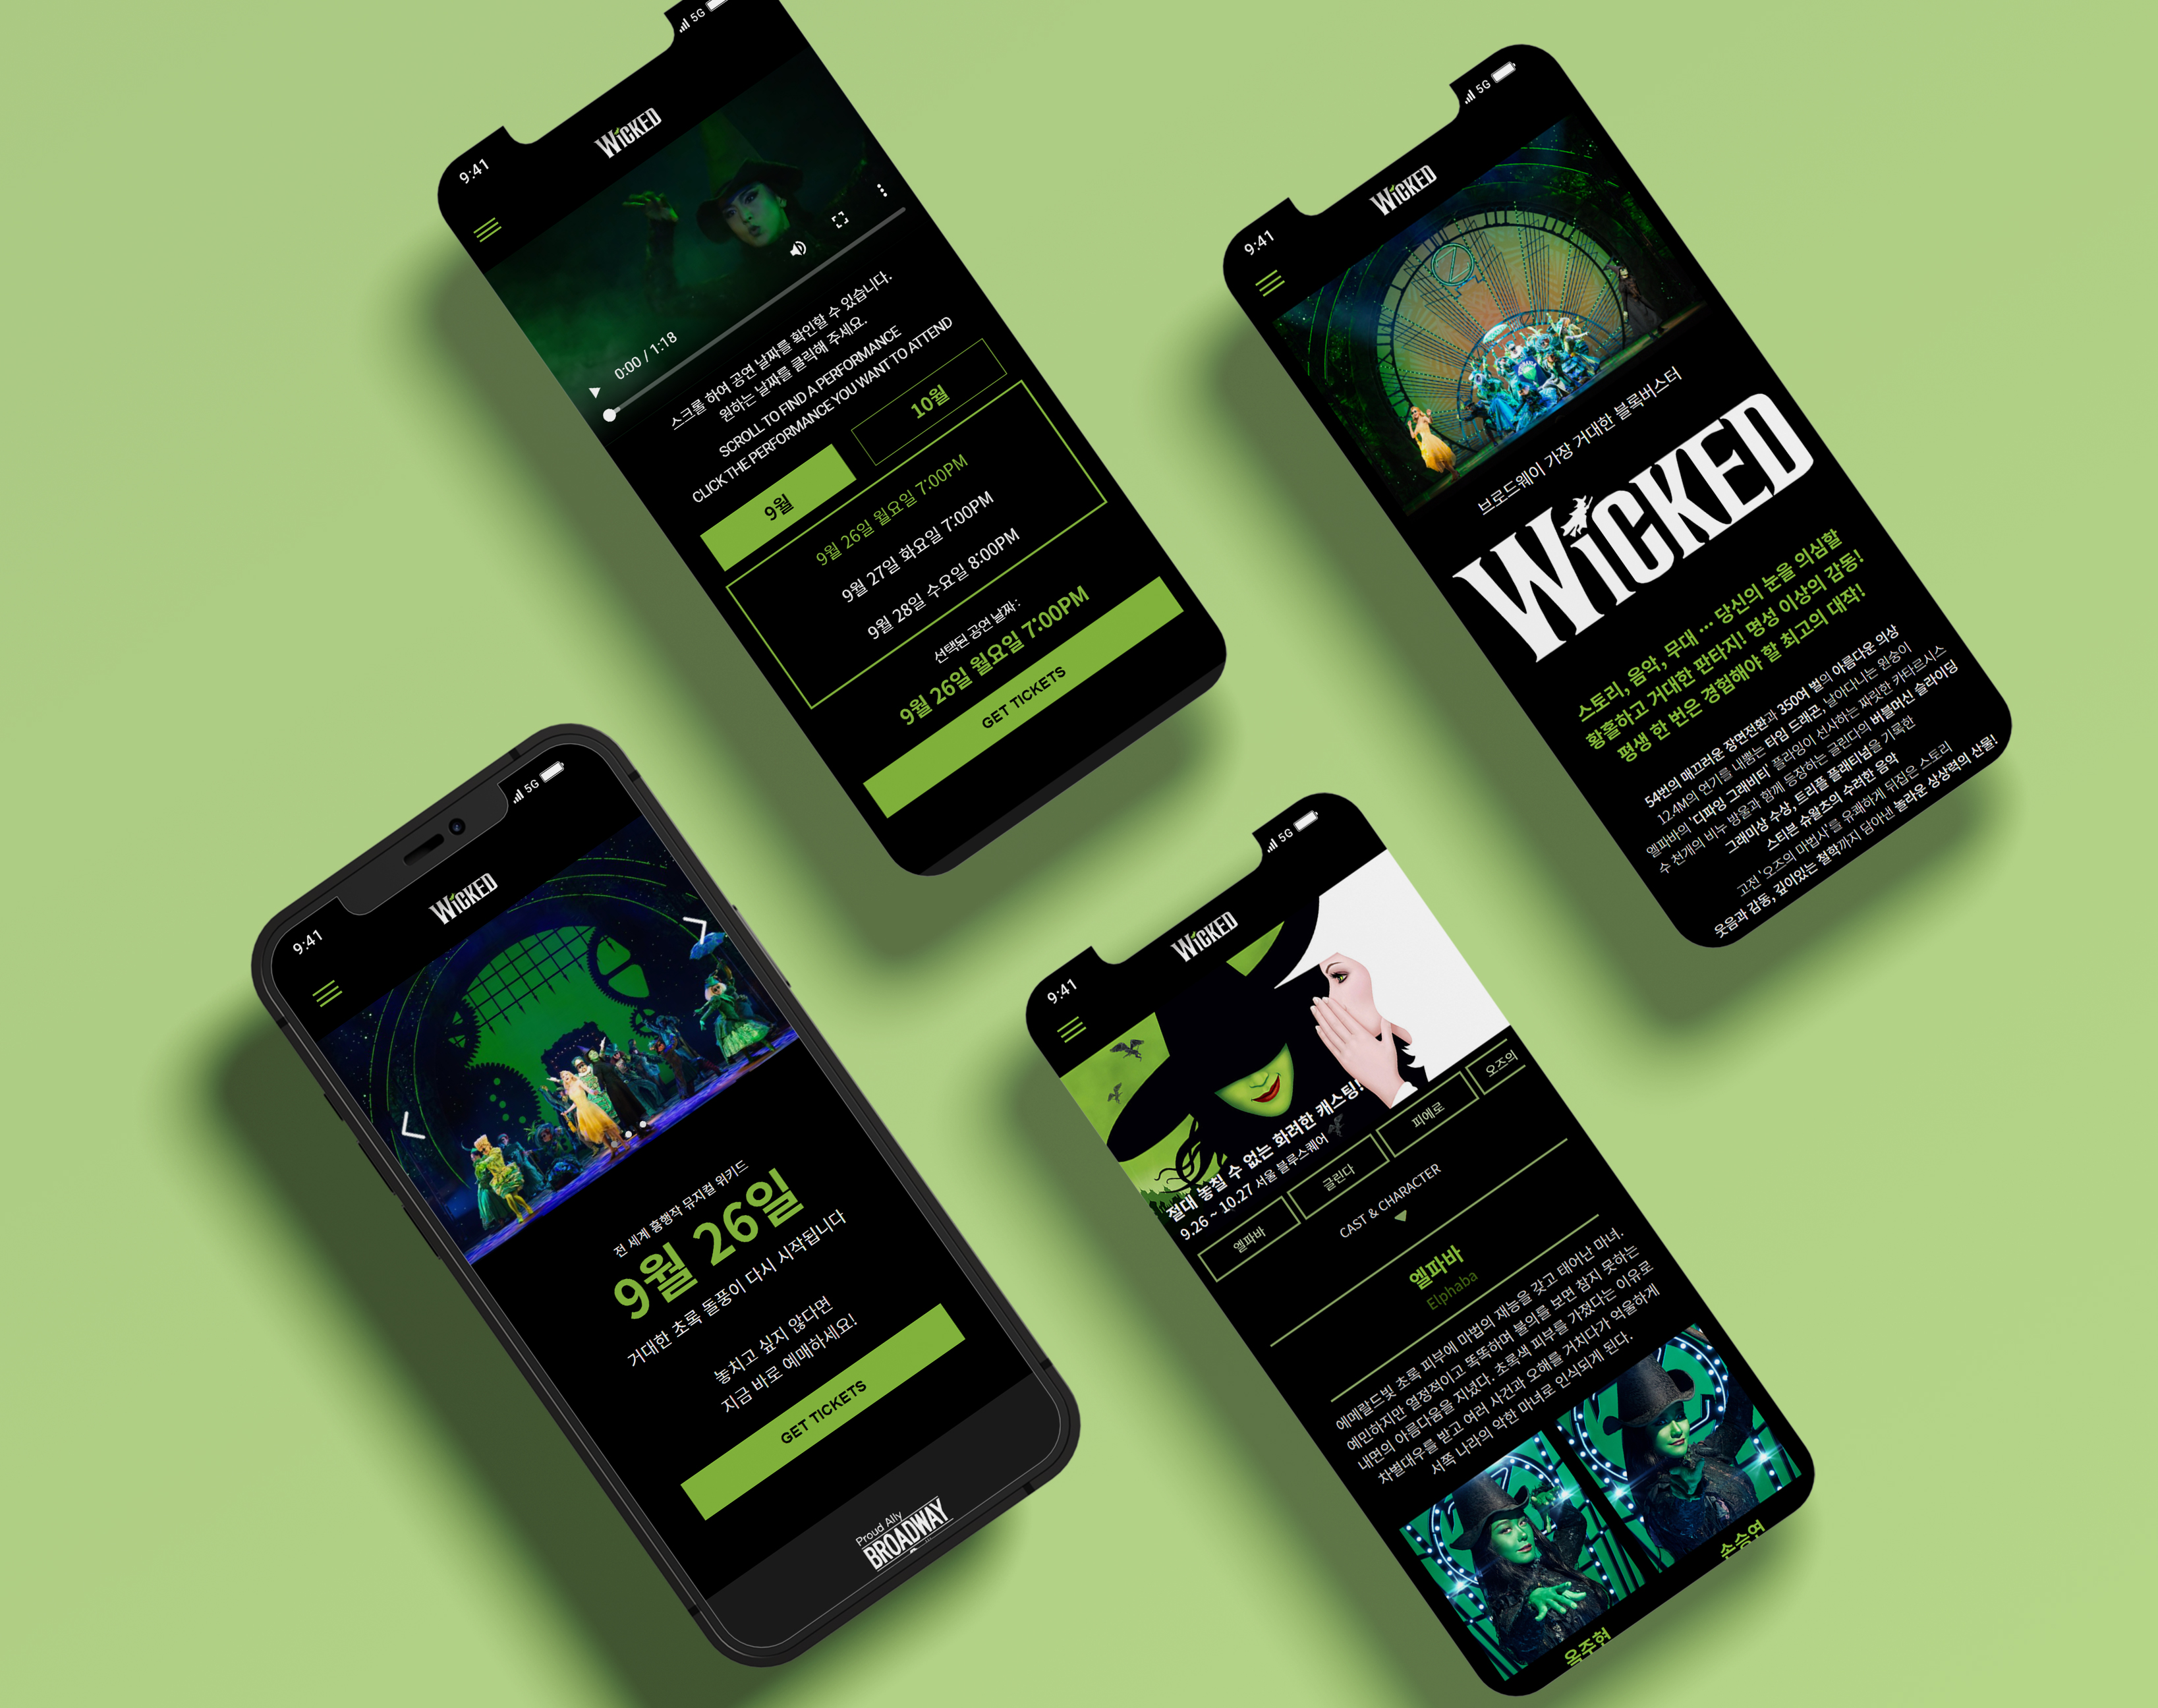 5G
9:41
WICKED
0:00 / 1:18
스크롤 하여 공연 날짜를 확인할 수 있습니다.
원하는 날짜를 클릭해 주세요.
SCROLL TO FIND A PERFORMANCE
CLICK THE PERFORMANCE YOU WANT TO ATTEND
9월
10월
9월 26일 월요일 7:00PM
9월 27일 화요일 7:00PM
9월 28일 수요일 8:00PM
선택된 공연 날짜 :
9월 26일 월요일 7:00PM
GET TICKETS
5G
9:41
WICKED
브로드웨이 가장 거대한 블록버스터
WICKED
스토리, 음악, 무대 ··· 당신의 눈을 의심할
황홀하고 거대한 판타지! 명성 이상의 감동!
평생 한 번은 경험해야 할 최고의 대작!
54번의 매끄러운 장면전환과 350여 벌의 아름다운 의상
12.4M의 연기를 내뿜는 타임 드래곤, 날아다니는 원숭이
엘파바의 '디파잉 그래비티' 플라잉이 선사하는 짜릿한 카타르시스
수 천개의 비누 방울과 함께 등장하는 글린다의 버블머신 슬라이딩
그래미상 수상, 트리플 플래티넘을 기록한
스티븐 슈왈츠의 수려한 음악
고전 '오즈의 마법사'를 유쾌하게 뒤집은 스토리
웃음과 감동, 깊이있는 철학까지 담아낸 놀라운 상상력의 산물!
5G
9:41
WICKED
전 세계 흥행작 뮤지컬 위키드
9월 26일
거대한 초록 돌풍이 다시 시작됩니다
놓치고 싶지 않다면
지금 바로 예매하세요!
GET TICKETS
Proud Ally
BROADWAY
5G
9:41
WICKED
절대 놓칠 수 없는 화려한 캐스팅!
9.26 ~ 10.27 서울 블루스퀘어
엘파바
글린다
피에로
오즈의
CAST & CHARACTER
엘파바
Elphaba
에메랄드빛 초록 피부에 마법의 재능을 갖고 태어난 마녀.
예민하지만 열정적이고 똑똑하며 불의를 보면 참지 못하는
내면의 아름다움을 지녔다. 초록색 피부를 가졌다는 이유로
차별대우를 받고 여러 사건과 오해를 거치다가 억울하게
서쪽 나라의 악한 마녀로 인식되게 된다.
옥주현
손승연